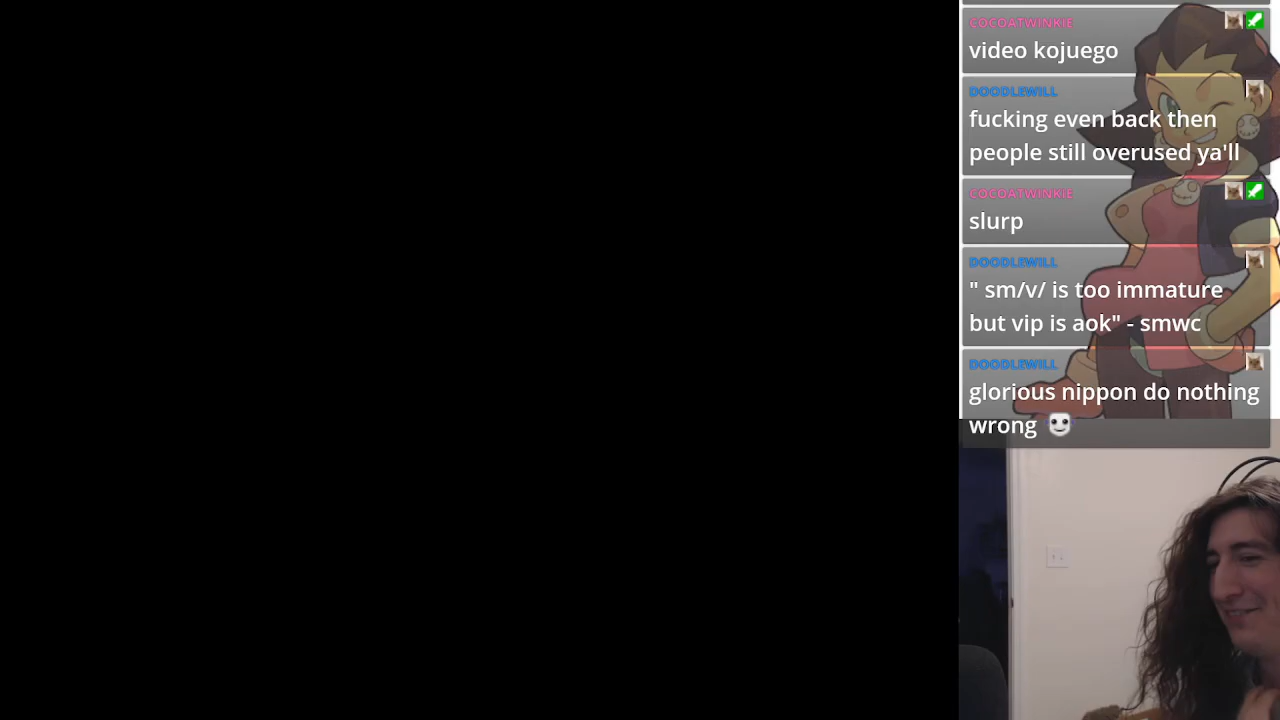 COCOATWINKIE
video kojuego
DOODLEWILL
fucking even back then
people still overused ya'll
COCOATWINKIE
slurp
DOODLEWILL
" sm/v/ is too immature
but vip is aok" - smwc
DOODLEWILL
glorious nippon do nothing
wrong